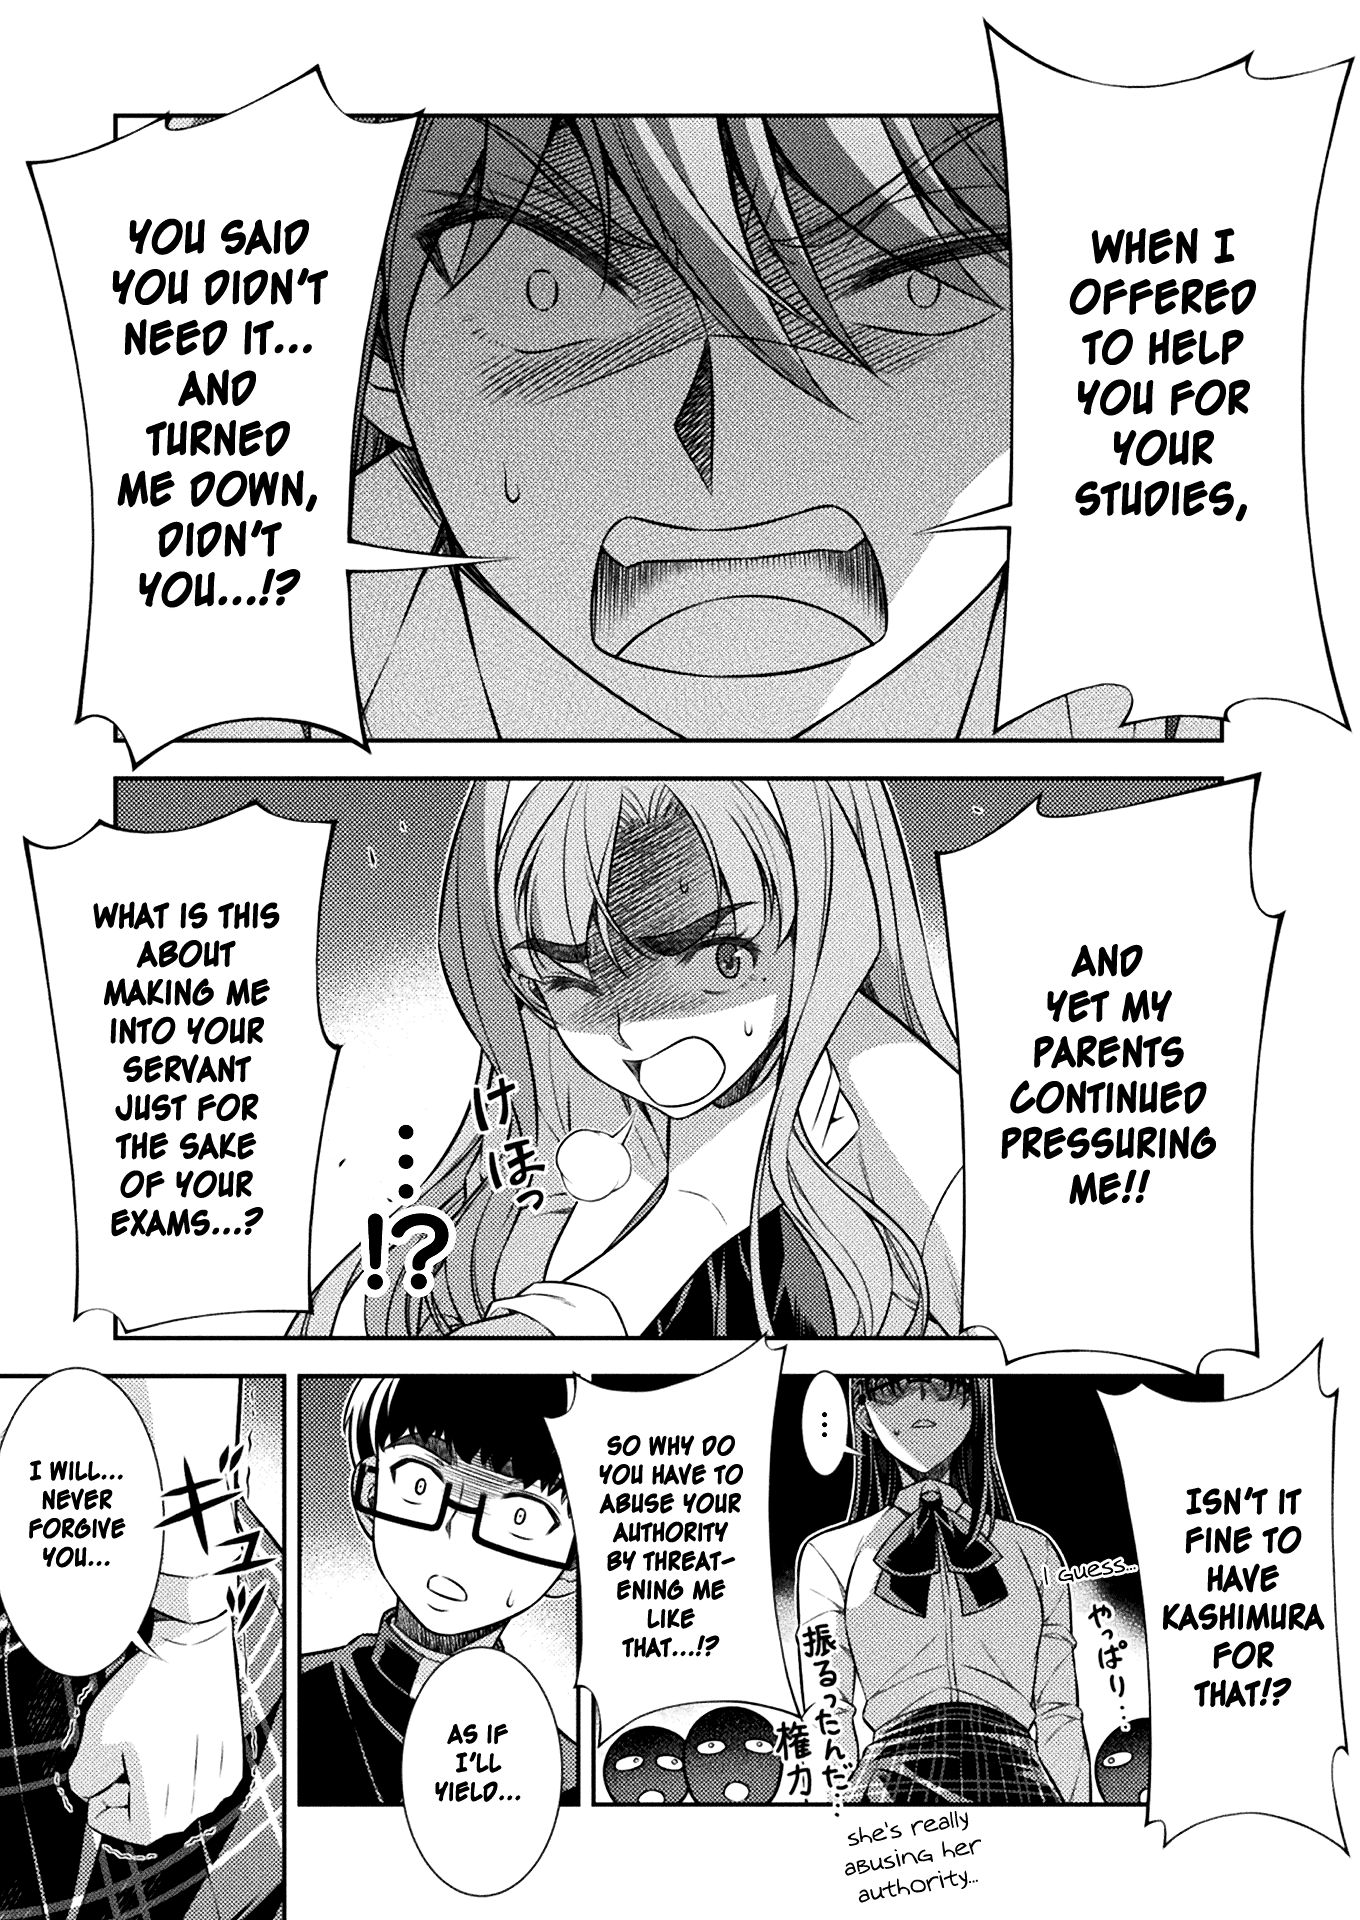 WHEN I
OFFERED
TO HELP
YOU FOR
YOUR
STUDIES,
YOU SAID
YOU DIDN'T
NEED IT...
AND
TURNED
ME DOWN,
DIDN'T
YOU...!?
AND
YET MY
PARENTS
CONTINUED
PRESSURING
ME!!
けほっ
…!?
WHAT IS THIS
ABOUT
MAKING ME
INTO YOUR
SERVANT
JUST FOR
THE SAKE
OF YOUR
EXAMS...?
ISN'T IT
FINE TO
HAVE
KASHIMURA
FOR
THAT!?
I GUESS...
やっぱり…
…
SO WHY DO
YOU HAVE TO
ABUSE YOUR
AUTHORITY
BY THREAT-
ENING ME
LIKE
THAT...!?
権力
振るったんだ…
she's really
abusing her
authority...
AS IF
I'LL
YIELD...
I WILL...
NEVER
FORGIVE
YOU...
ギュ